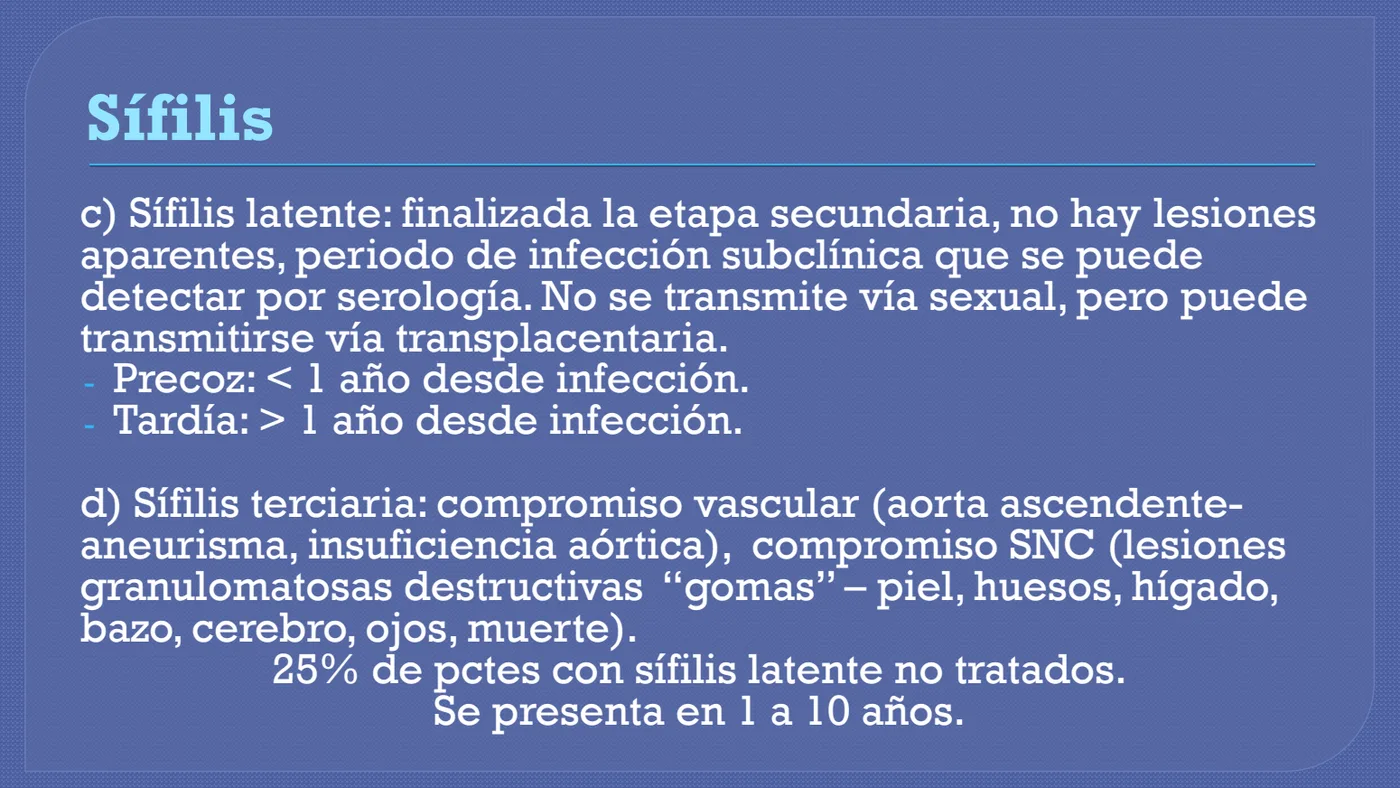 Sífilis
c) Sífilis latente: finalizada la etapa secundaria, no hay lesiones
aparentes, periodo de infección subclínica que se puede
detectar por serología. No se transmite vía sexual, pero puede
transmitirse vía transplacentaria.
- Precoz: < 1 año desde infección.
- Tardía: > 1 año desde infección.
d) Sífilis terciaria: compromiso vascular (aorta ascendente-
aneurisma, insuficiencia aórtica), compromiso SNC (lesiones
granulomatosas destructivas “gomas” – piel, huesos, hígado,
bazo, cerebro, ojos, muerte).
25% de pctes con sífilis latente no tratados.
Se presenta en 1 a 10 años.